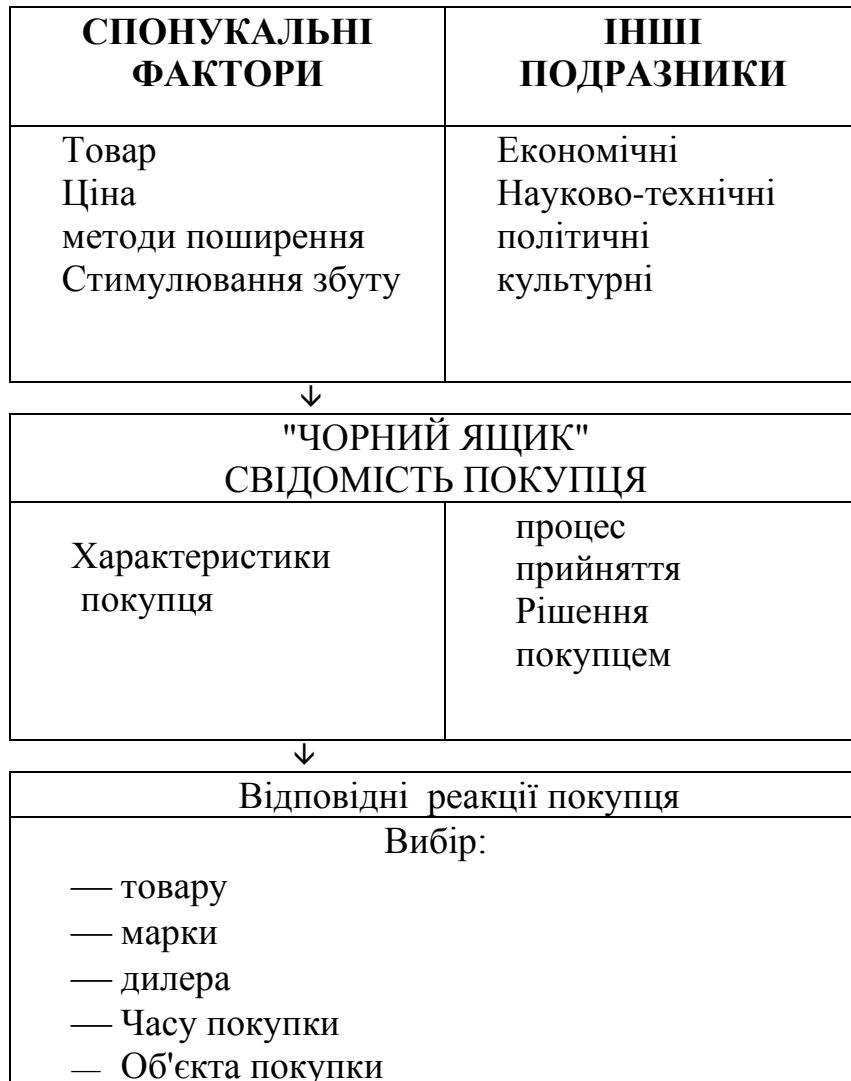 СПОНУКАЛЬНІ
ФАКТОРИ
ІНШІ
ПОДРАЗНИКИ
Товар
Ціна
методи поширення
Стимулювання збуту
Економічні
Науково-технічні
політичні
культурні
"ЧОРНИЙ ЯЩИК"
СВІДОМІСТЬ ПОКУПЦЯ
Характеристики
покупця
процес
прийняття
Рішення
покупцем
Відповідні реакції покупця
Вибір:
— товару
— марки
— дилера
— Часу покупки
— Об'єкта покупки